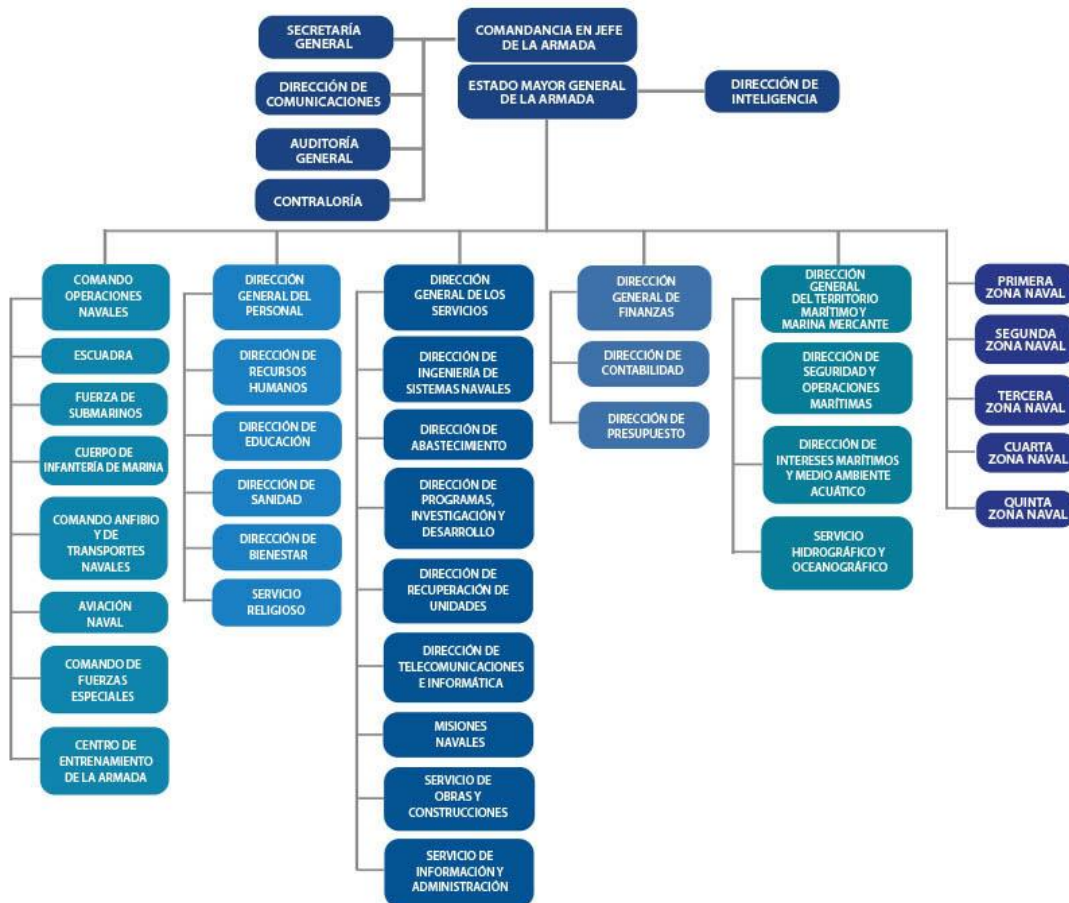 SECRETARÍA
GENERAL
COMANDANCIA EN JEFE
DE LA ARMADA
DIRECCIÓN DE
COMUNICACIONES
ESTADO MAYOR GENERAL
DE LA ARMADA
DIRECCIÓN DE
INTELIGENCIA
AUDITORÍA
GENERAL
CONTRALORÍA
COMANDO
OPERACIONES
NAVALES
ESCUADRA
FUERZA DE
SUBMARINOS
CUERPO DE
INFANTERÍA DE MARINA
COMANDO ANFIBIO
Y DE
TRANSPORTES
NAVALES
AVIACIÓN
NAVAL
COMANDO DE
FUERZAS
ESPECIALES
CENTRO DE
ENTRENAMIENTO
DE LA ARMADA
DIRECCIÓN
GENERAL DEL
PERSONAL
DIRECCIÓN DE
RECURSOS
HUMANOS
DIRECCIÓN DE
EDUCACIÓN
DIRECCIÓN DE
SANIDAD
DIRECCIÓN DE
BIENESTAR
SERVICIO
RELIGIOSO
DIRECCIÓN
GENERAL DE LOS
SERVICIOS
DIRECCIÓN DE
INGENIERÍA DE
SISTEMAS NAVALES
DIRECCIÓN DE
ABASTECIMIENTO
DIRECCIÓN DE
PROGRAMAS,
INVESTIGACIÓN Y
DESARROLLO
DIRECCIÓN DE
RECUPERACIÓN DE
UNIDADES
DIRECCIÓN DE
TELECOMUNICACIONES
E INFORMÁTICA
MISIONES
NAVALES
SERVICIO DE
OBRAS Y
CONSTRUCCIONES
SERVICIO DE
INFORMACIÓN Y
ADMINISTRACIÓN
DIRECCIÓN
GENERAL DE
FINANZAS
DIRECCIÓN DE
CONTABILIDAD
DIRECCIÓN DE
PRESUPUESTO
DIRECCIÓN
GENERAL
DEL TERRITORIO
MARÍTIMO Y
MARINA MERCANTE
DIRECCIÓN DE
SEGURIDAD Y
OPERACIONES
MARÍTIMAS
DIRECCIÓN DE
INTERESES MARÍTIMOS
Y MEDIO AMBIENTE
ACUÁTICO
SERVICIO
HIDROGRÁFICO Y
OCEANOGRÁFICO
PRIMERA
ZONA NAVAL
SEGUNDA
ZONA NAVAL
TERCERA
ZONA NAVAL
CUARTA
ZONA NAVAL
QUINTA
ZONA NAVAL